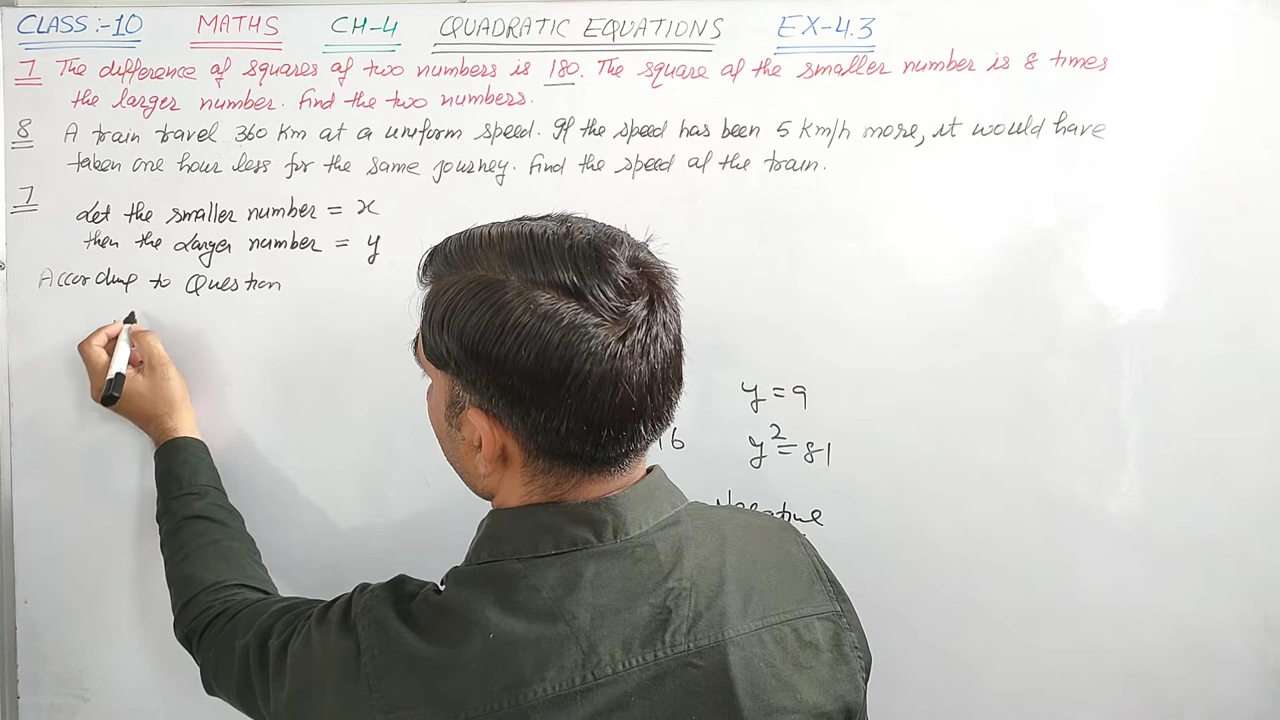 CLASS:-10 MATHS CH-4 QUADRATIC EQUATIONS EX-4.3
7 The difference of squares of two numbers is 180. The square of the smaller number is 8 times
the larger number. Find the two numbers.
8 A train travel 360 Km at a uniform speed. If the speed has been 5 Km/h more, it would have
taken one hour less for the same journey. Find the speed of the train.
7 Let the smaller number = x
then the larger number = y
According to Question
y = 9
16 y² = 81
Negative